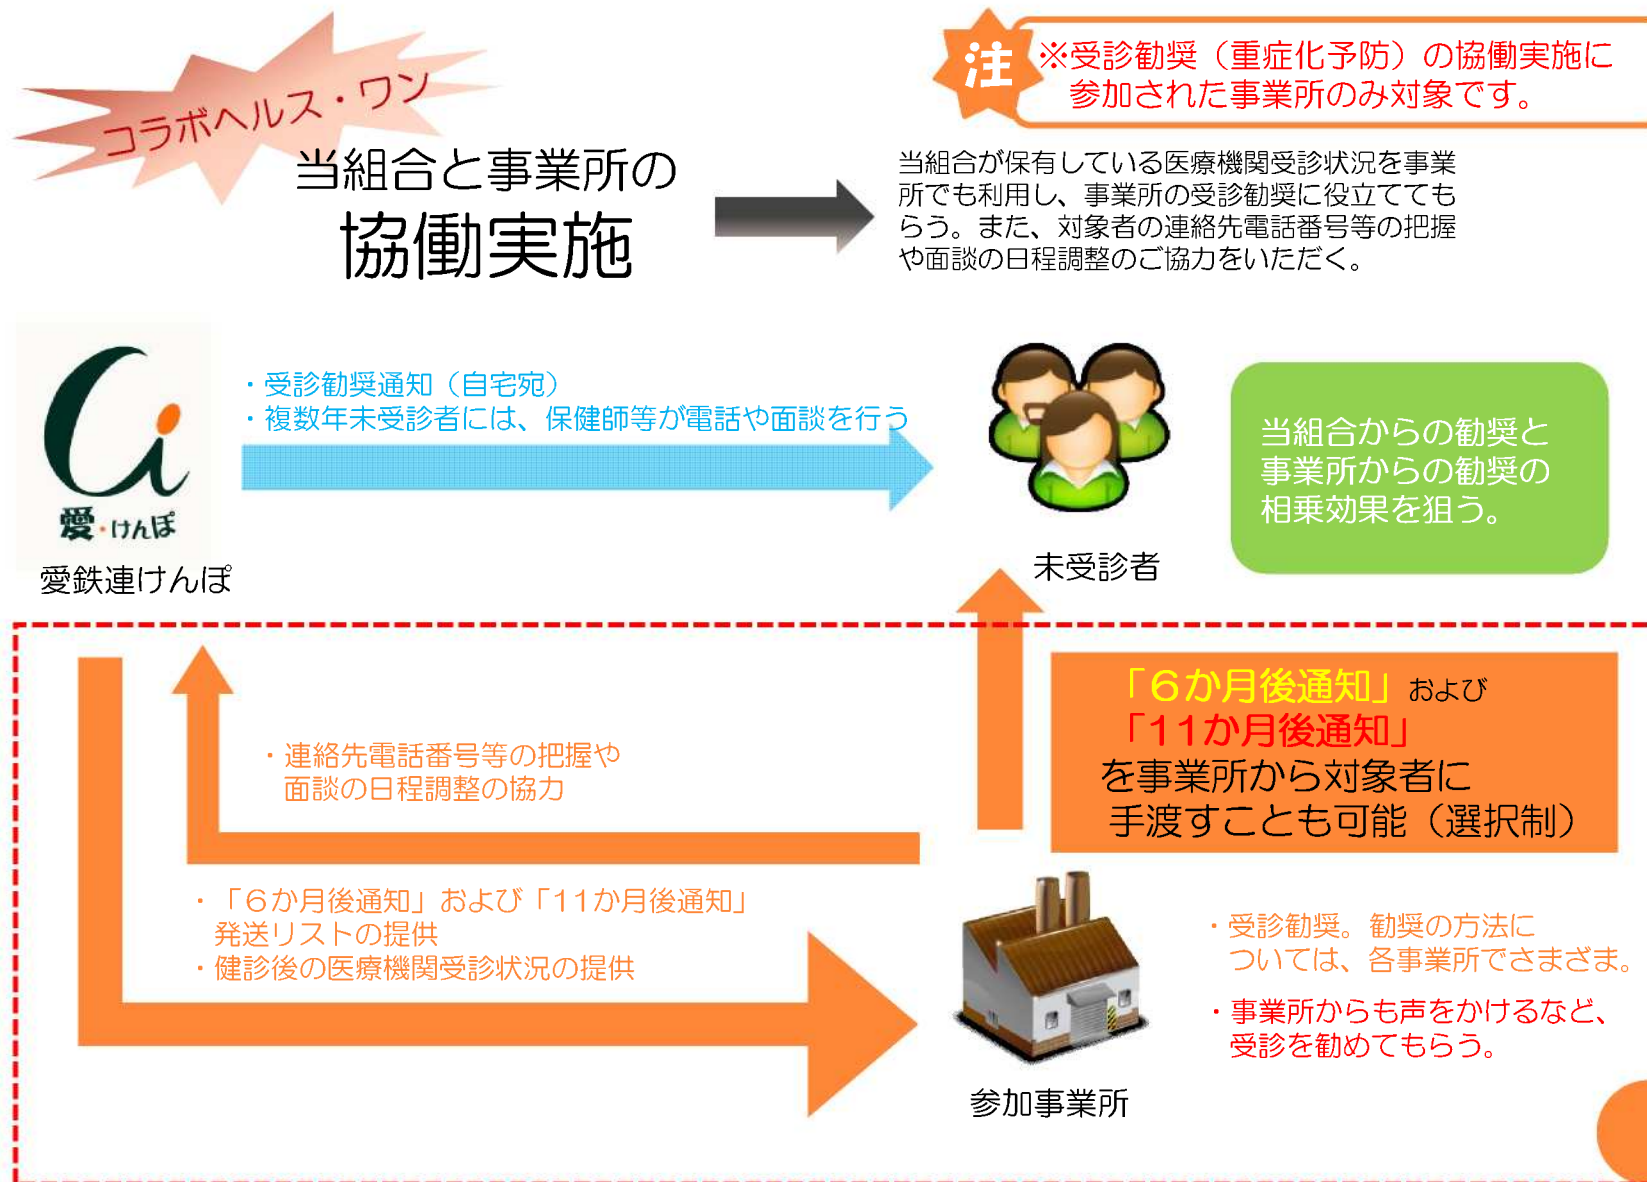 コラボヘルス・ワン
当組合と事業所の
協働実施
注
※受診勧奨（重症化予防）の協働実施に
参加された事業所のみ対象です。
当組合が保有している医療機関受診状況を事業
所でも利用し、事業所の受診勧奨に役立てても
らう。また、対象者の連絡先電話番号等の把握
や面談の日程調整のご協力をいただく。
愛・けんぽ
愛鉄連けんぽ
・受診勧奨通知（自宅宛）
・複数年未受診者には、保健師等が電話や面談を行う
未受診者
当組合からの勧奨と
事業所からの勧奨の
相乗効果を狙う。
・連絡先電話番号等の把握や
面談の日程調整の協力
「６か月後通知」および
「11か月後通知」
を事業所から対象者に
手渡すことも可能（選択制）
・「６か月後通知」および「11か月後通知」
発送リストの提供
・健診後の医療機関受診状況の提供
参加事業所
・受診勧奨。勧奨の方法に
ついては、各事業所でさまざま。
・事業所からも声をかけるなど、
受診を勧めてもらう。